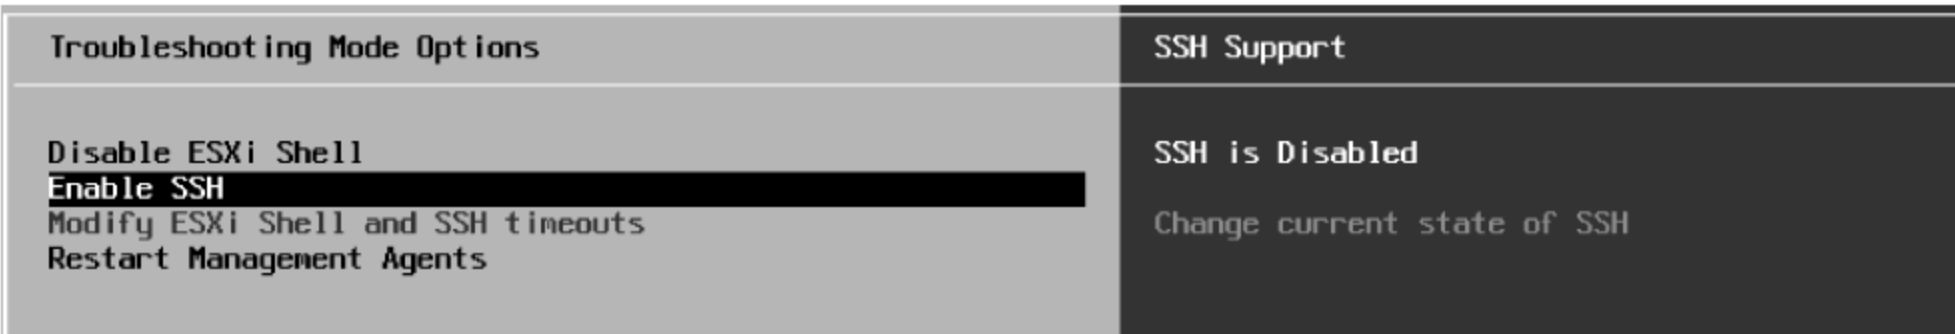 Troubleshooting Mode Options
Disable ESXi Shell
Enable SSH
Modify ESXi Shell and SSH timeouts
Restart Management Agents
SSH Support
SSH is Disabled
Change current state of SSH